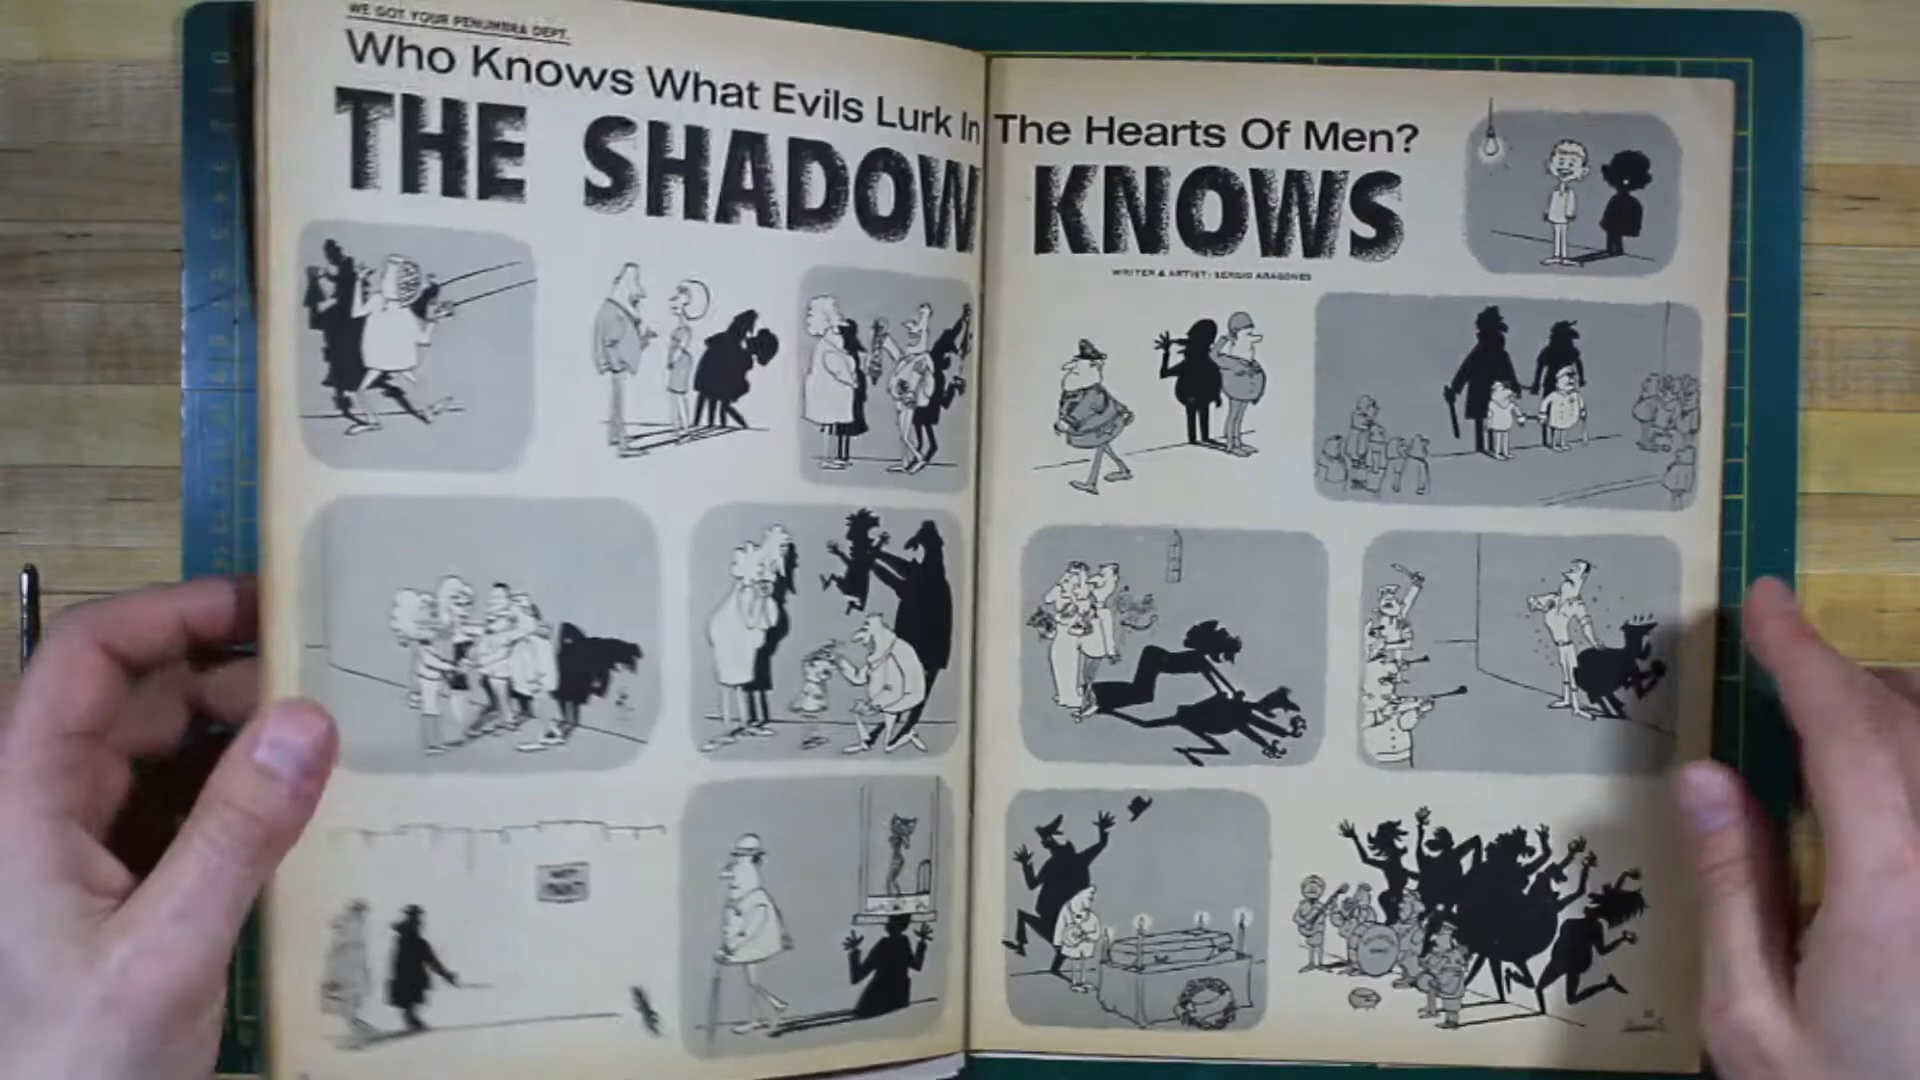 WE GOT YOUR PENUMBRA DEPT.
Who Knows What Evils Lurk In The Hearts Of Men?
THE SHADOW KNOWS
WRITER & ARTIST: SERGIO ARAGONES